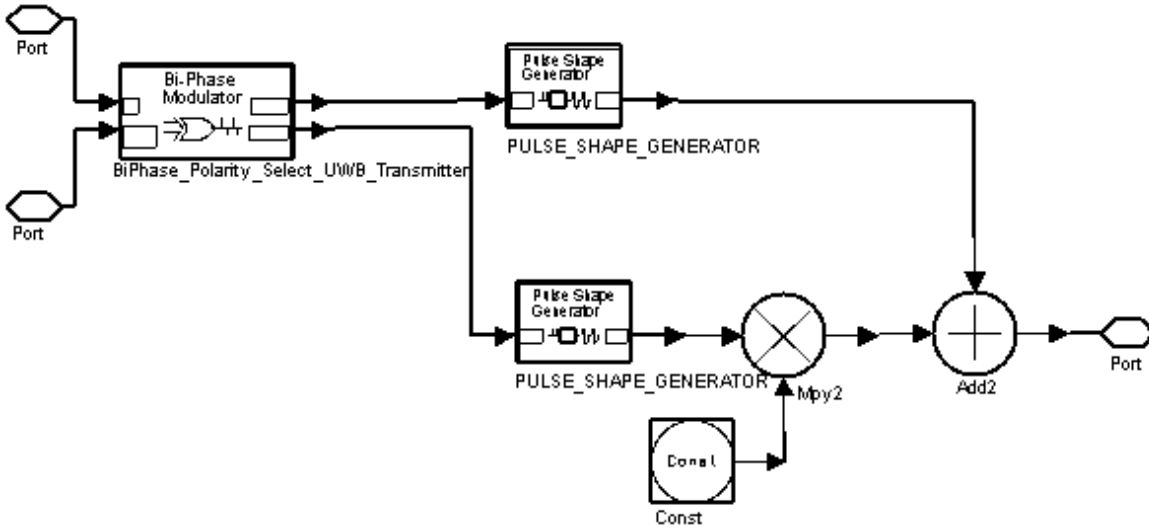 Port
Bi-Phase
Modulator
BiPhase_Polarity_Select_UWB_Transmitter
Port
Pulse Shape
Generator
PULSE_SHAPE_GENERATOR
Pulse Shape
Generator
PULSE_SHAPE_GENERATOR
Mpy2
Add2
Port
Const
Const